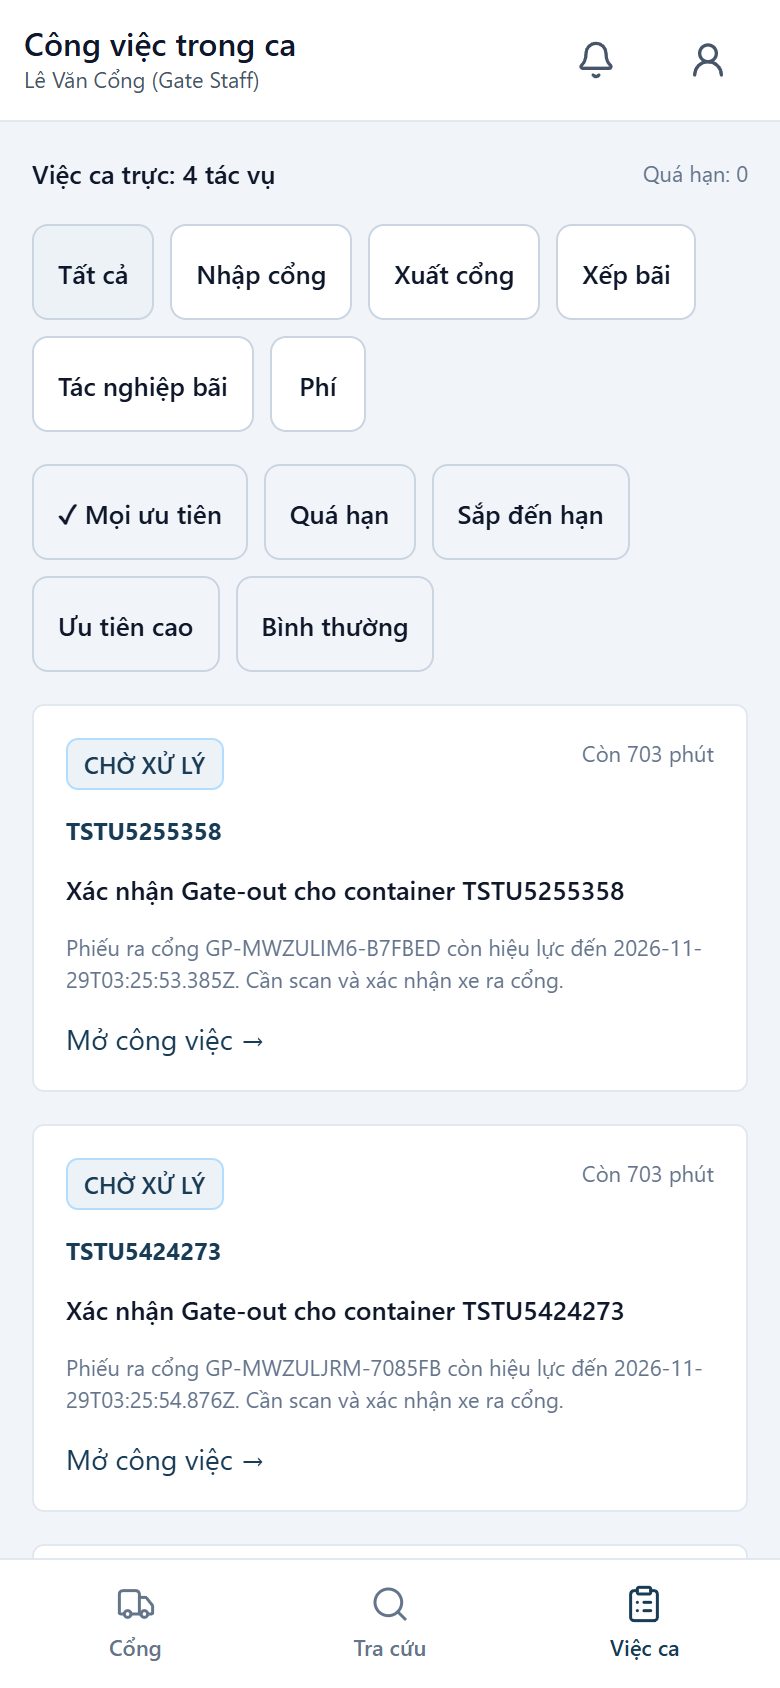 Công việc trong ca
Lê Văn Cổng (Gate Staff)
Việc ca trực: 4 tác vụ
Quá hạn: 0
Tất cả
Nhập cổng
Xuất cổng
Xếp bãi
Tác nghiệp bãi
Phí
✓ Mọi ưu tiên
Quá hạn
Sắp đến hạn
Ưu tiên cao
Bình thường
CHỜ XỬ LÝ
Còn 703 phút
TSTU5255358
Xác nhận Gate-out cho container TSTU5255358
Phiếu ra cổng GP-MWZULIM6-B7FBED còn hiệu lực đến 2026-11-
29T03:25:53.385Z. Cần scan và xác nhận xe ra cổng.
Mở công việc →
CHỜ XỬ LÝ
Còn 703 phút
TSTU5424273
Xác nhận Gate-out cho container TSTU5424273
Phiếu ra cổng GP-MWZULJRM-7085FB còn hiệu lực đến 2026-11-
29T03:25:54.876Z. Cần scan và xác nhận xe ra cổng.
Mở công việc →
Cổng
Tra cứu
Việc ca